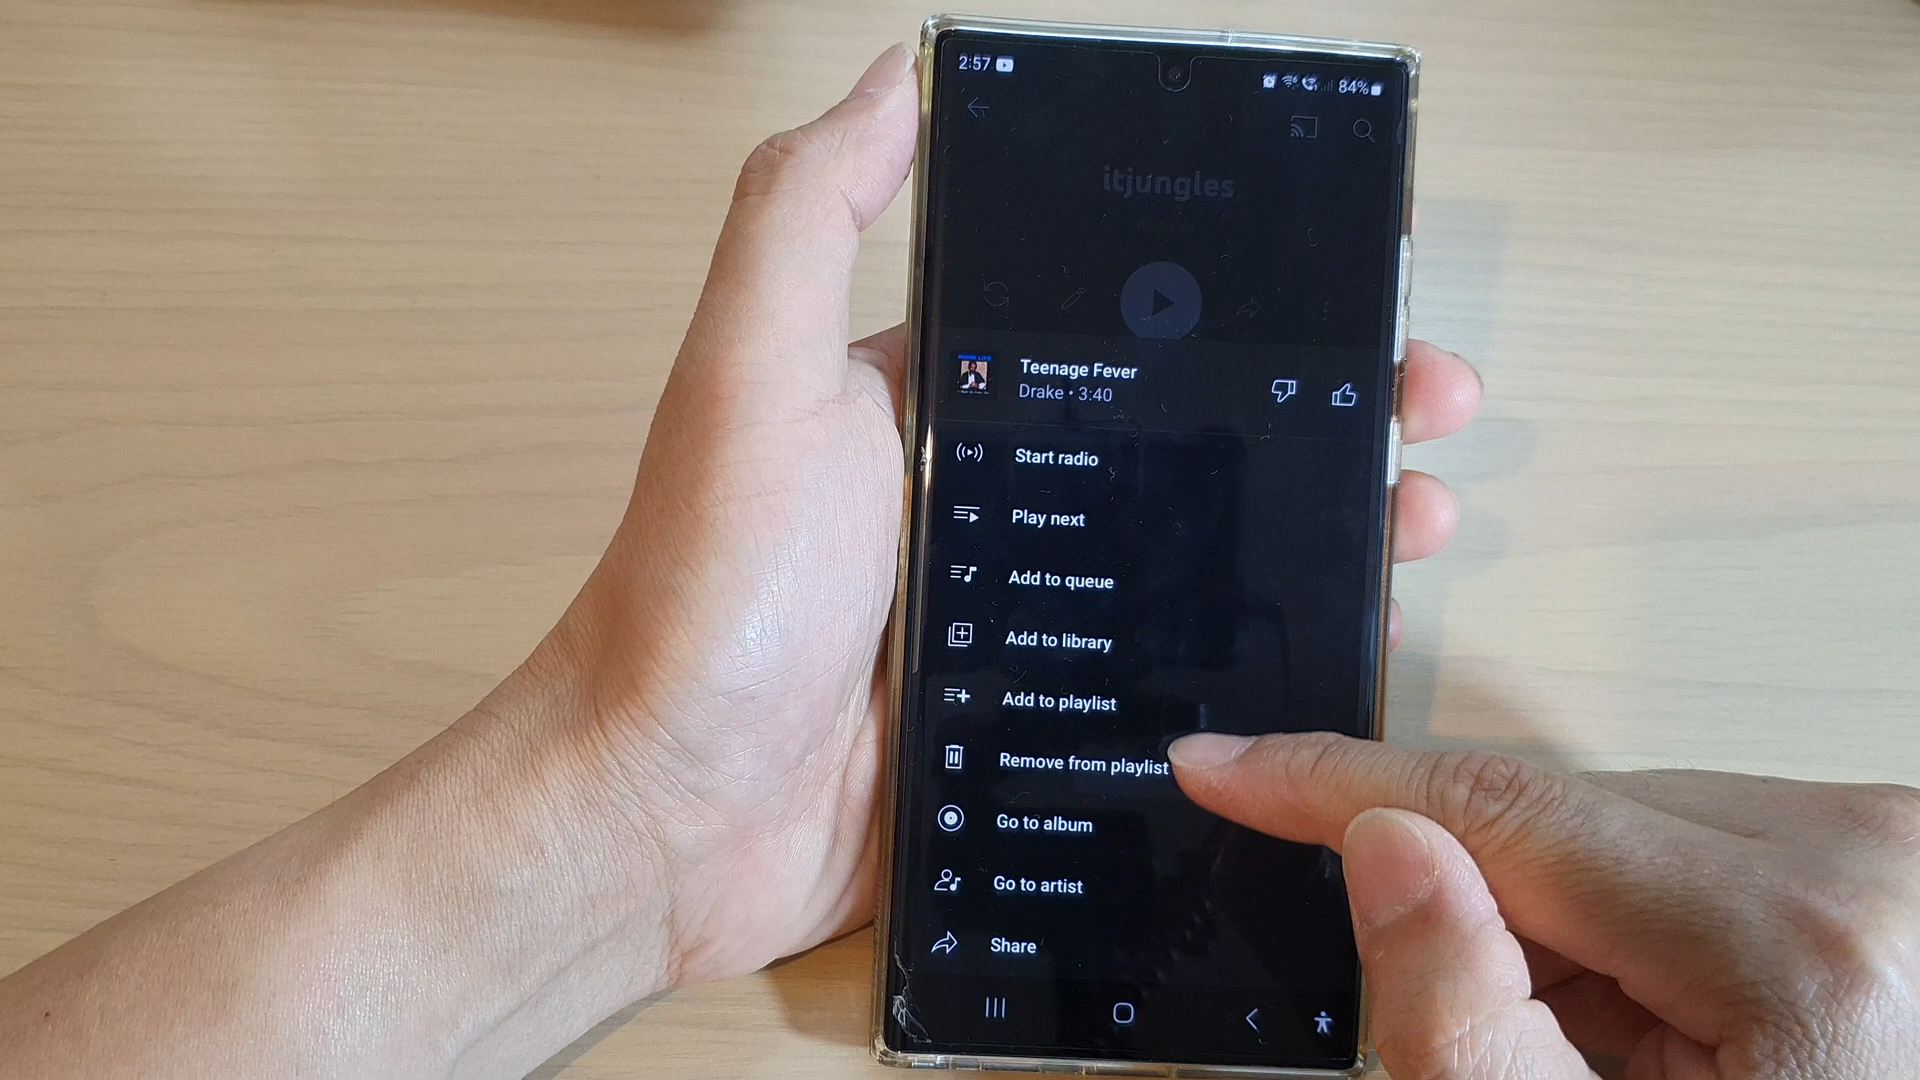 2:57
84%
itjungles
Teenage Fever
Drake • 3:40
Start radio
Play next
Add to queue
Add to library
Add to playlist
Remove from playlist
Go to album
Go to artist
Share